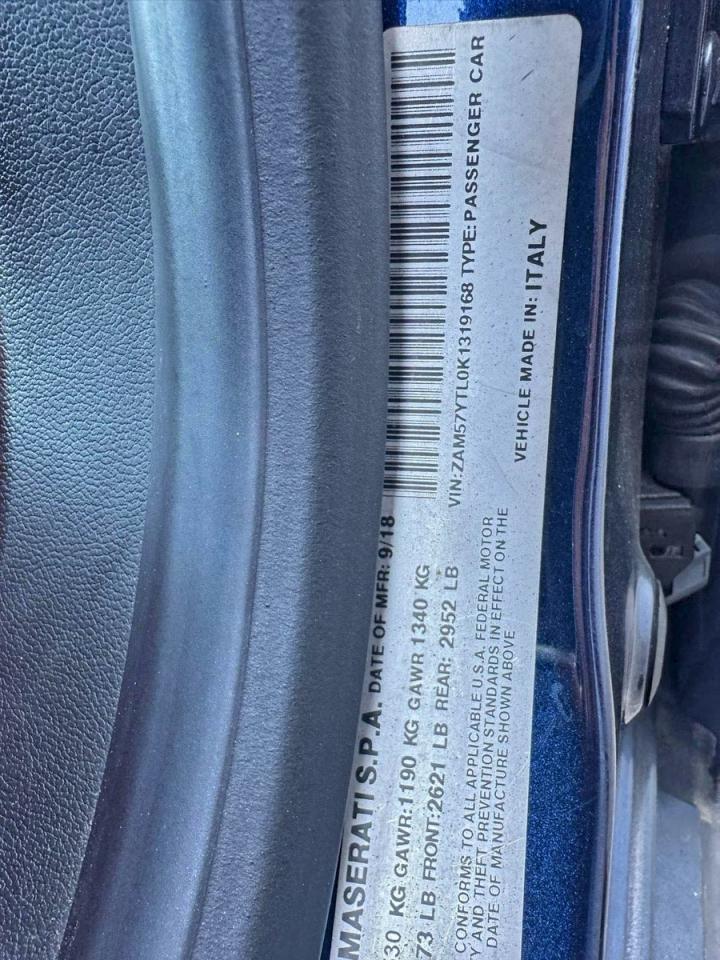 MASERATI S.P.A. DATE OF MFR: 9/18
30 KG GAWR:1190 KG GAWR 1340 KG
73 LB FRONT:2621 LB REAR: 2952 LB
CONFORMS TO ALL APPLICABLE U.S.A. FEDERAL MOTOR
Y AND THEFT PREVENTION STANDARDS IN EFFECT ON THE
DATE OF MANUFACTURE SHOWN ABOVE
VIN:ZAM57YTL0K1319168 TYPE:PASSENGER CAR
VEHICLE MADE IN: ITALY